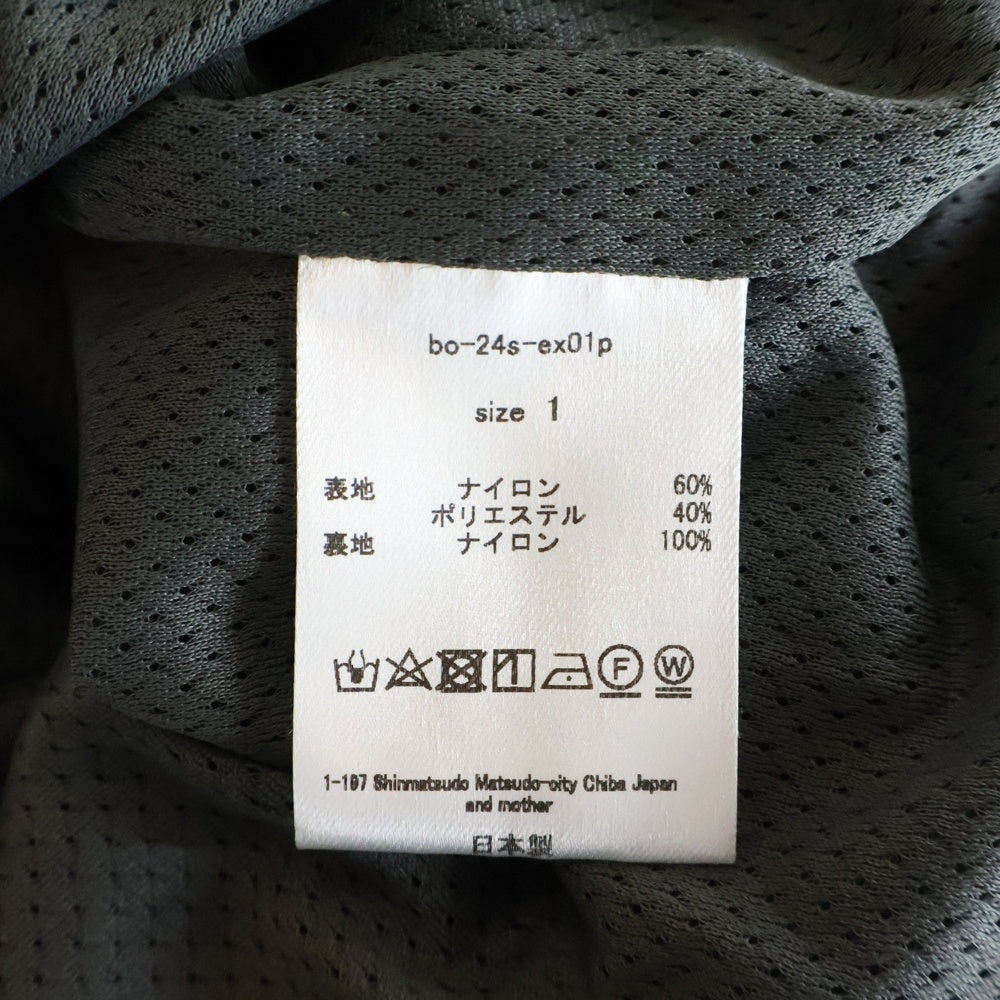 bo-24s-ex01p
size 1
表地 ナイロン 60%
ポリエステル 40%
裏地 ナイロン 100%
F W
1-197 Shinmatsudo Matsudo-city Chiba Japan
and mother
日本製